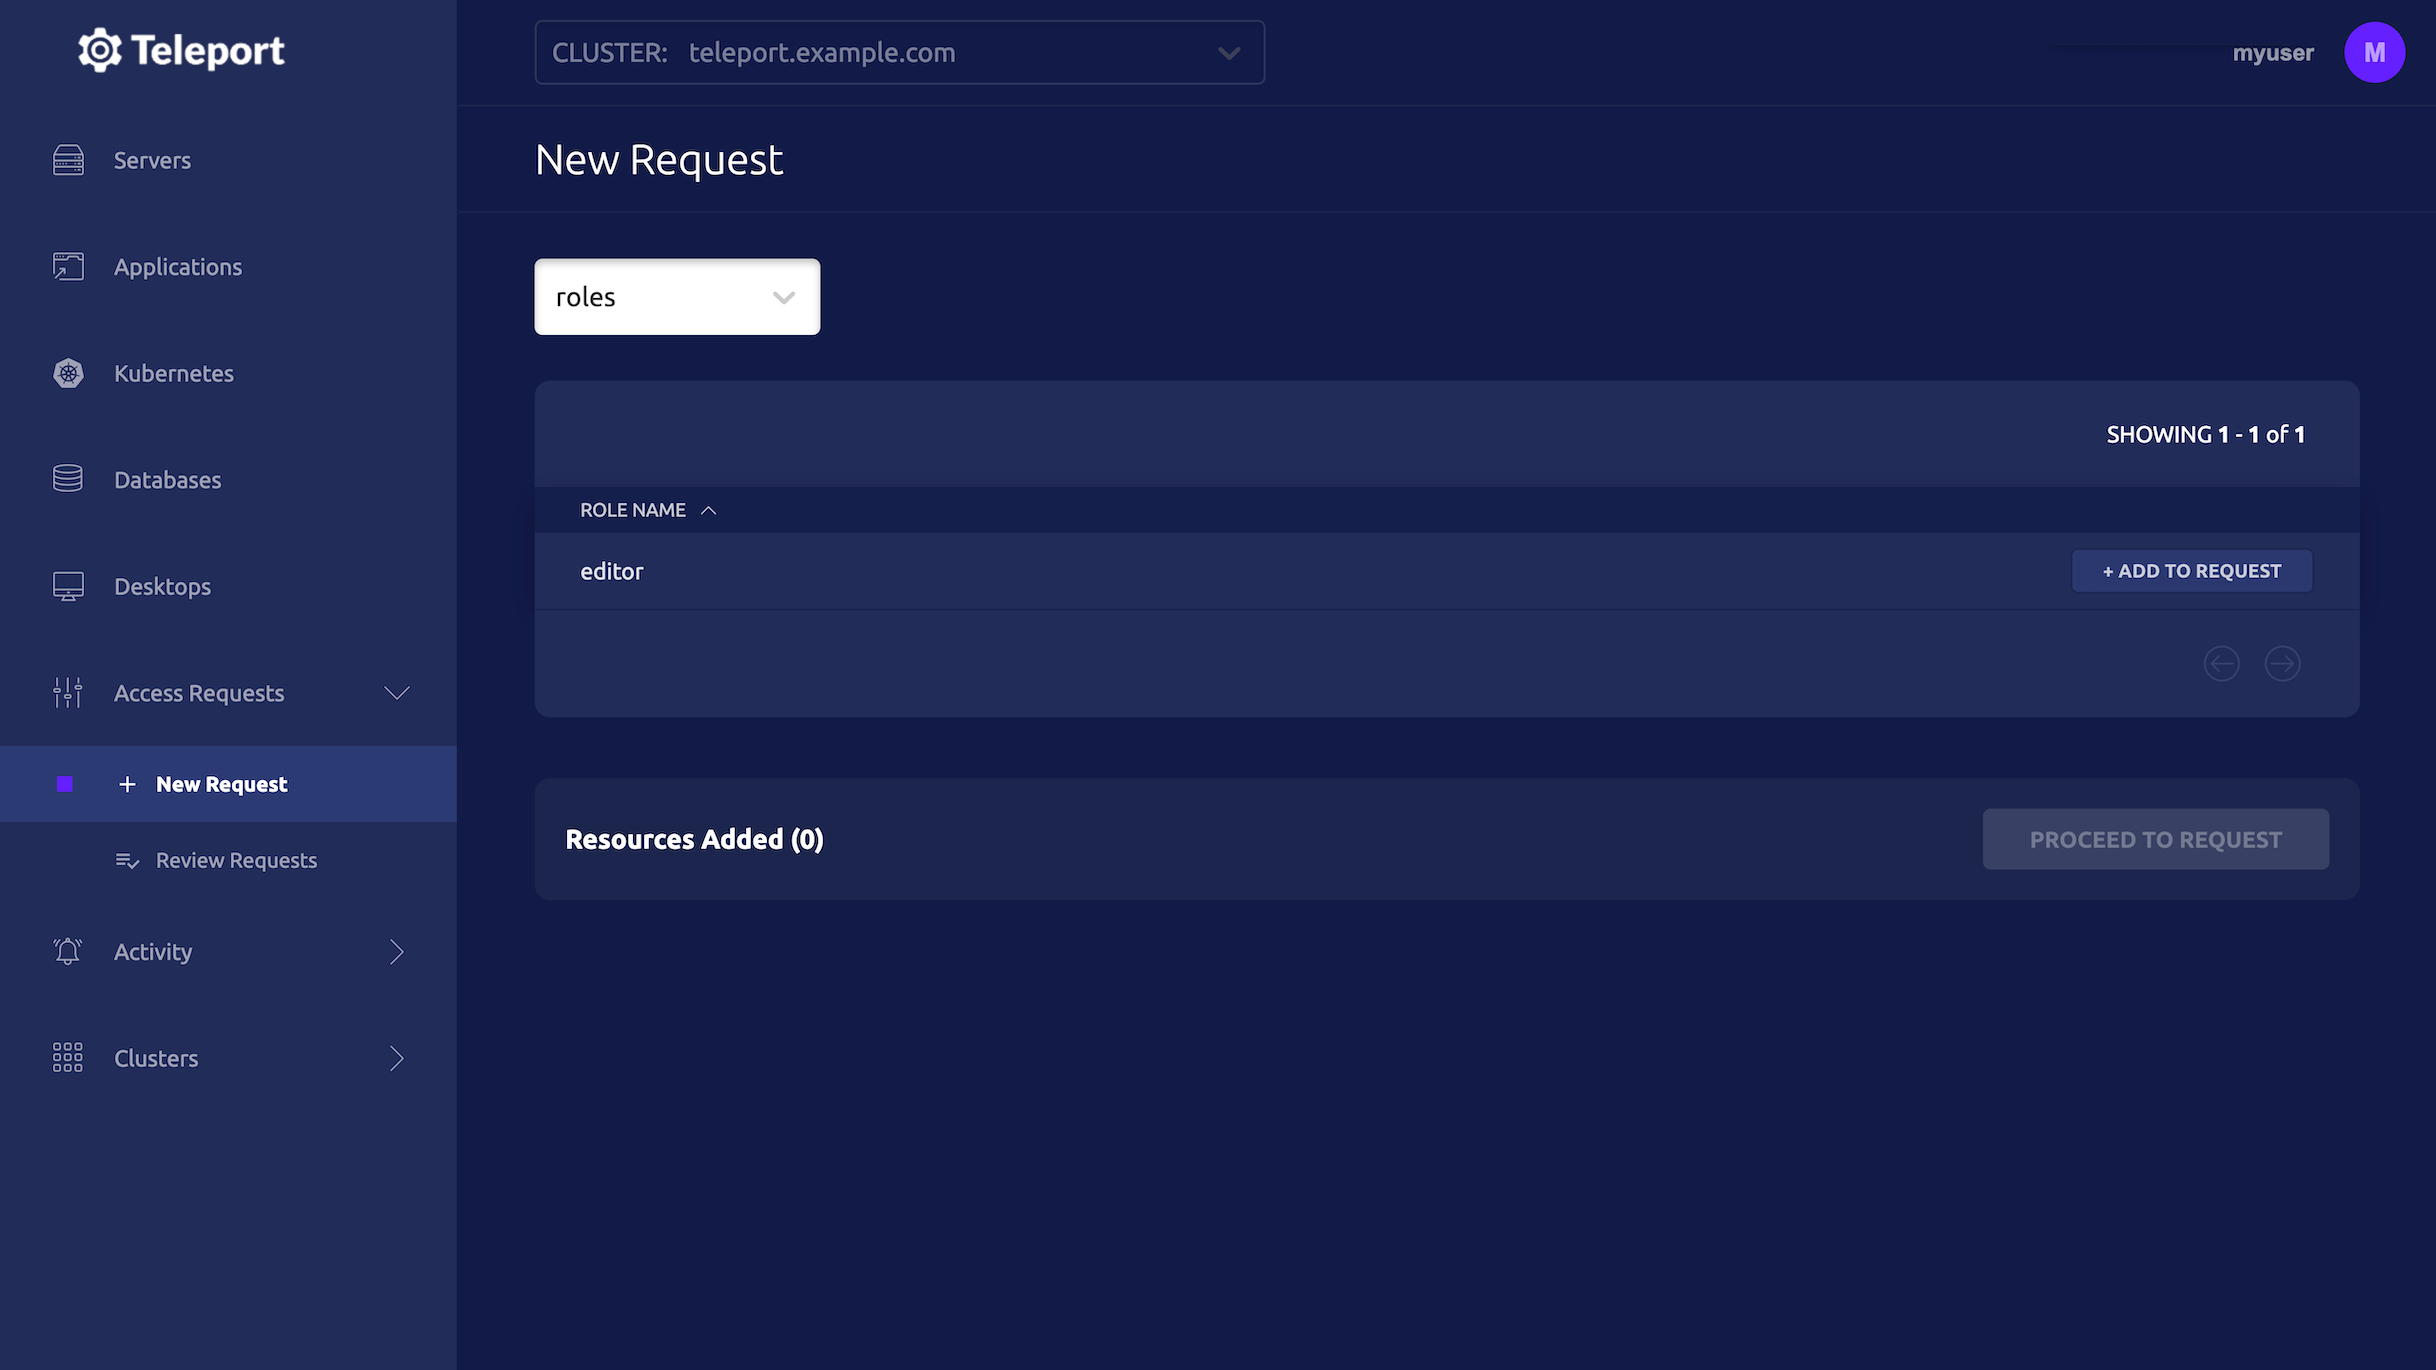 Teleport
Servers
Applications
Kubernetes
Databases
Desktops
Access Requests
+ New Request
Review Requests
Activity
Clusters
CLUSTER: teleport.example.com
myuser M
New Request
roles
SHOWING 1 - 1 of 1
ROLE NAME
editor
+ ADD TO REQUEST
Resources Added (0)
PROCEED TO REQUEST